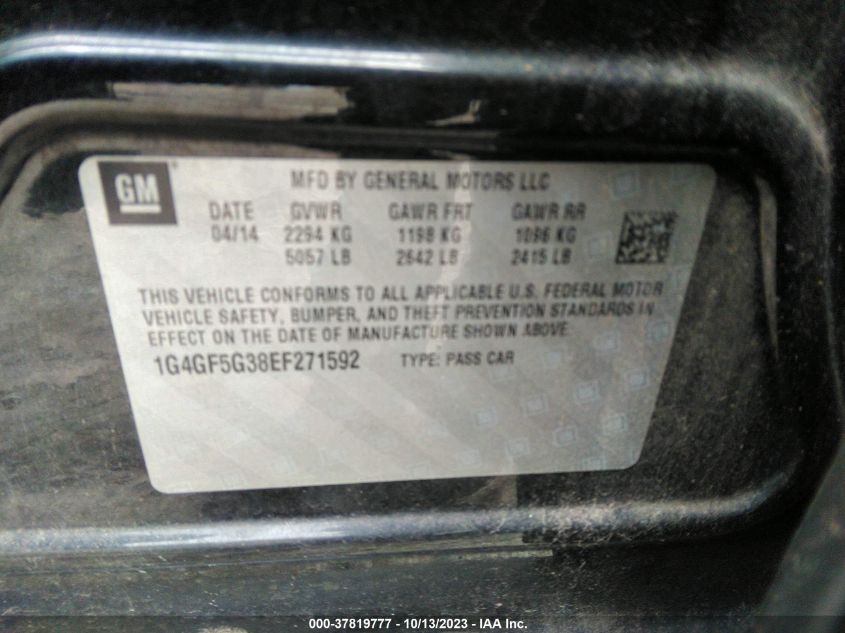 GM
MFD BY GENERAL MOTORS LLC
DATE GVWR GAWR FRT GAWR RR
04/14 2294 KG 1198 KG 1096 KG
5057 LB 2642 LB 2415 LB
THIS VEHICLE CONFORMS TO ALL APPLICABLE U.S. FEDERAL MOTOR
VEHICLE SAFETY, BUMPER, AND THEFT PREVENTION STANDARDS IN
EFFECT ON THE DATE OF MANUFACTURE SHOWN ABOVE.
1G4GF5G38EF271592 TYPE: PASS CAR
000-37819777 - 10/13/2023 - IAA Inc.